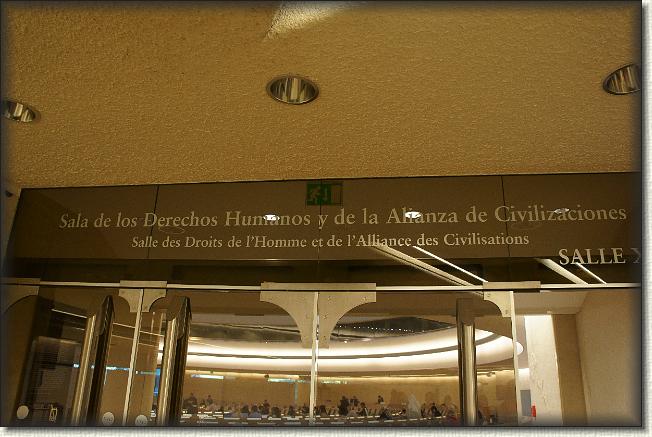 Sala de los Derechos Humanos y de la Alianza de Civilizaciones
Salle des Droits de l'Homme et de l'Alliance des Civilisations
SALLE